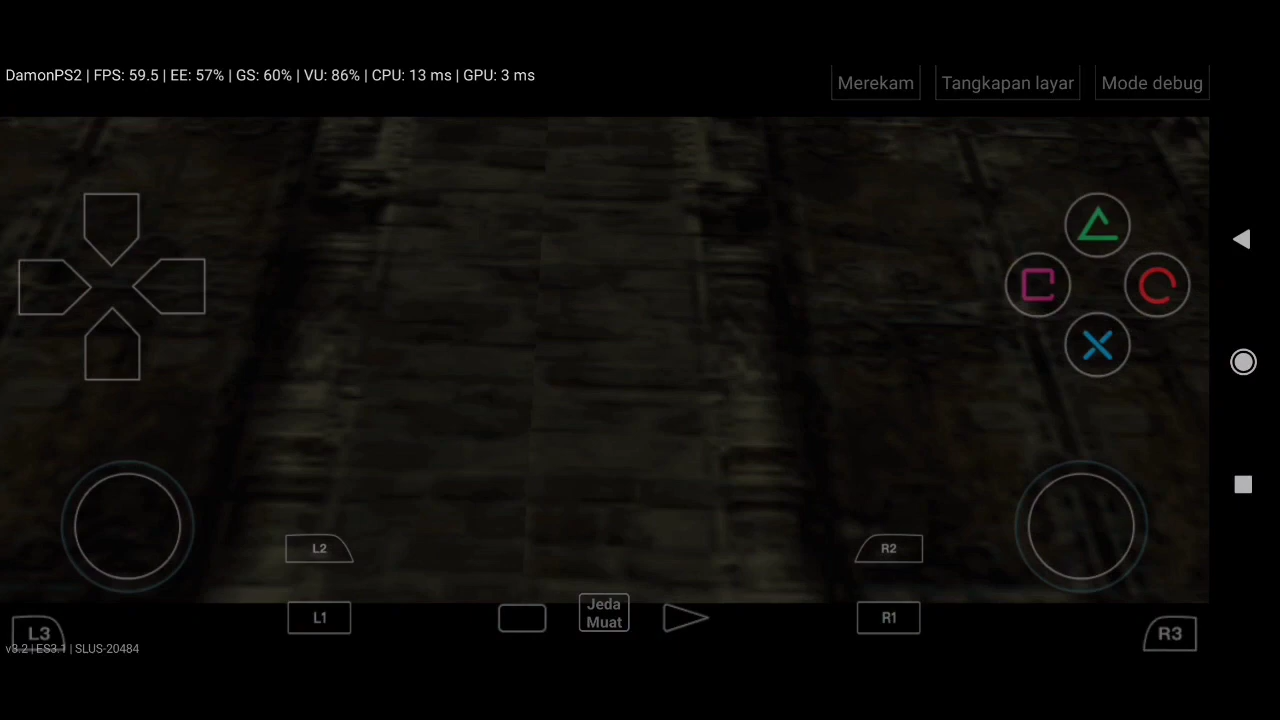 DamonPS2 | FPS: 59.5 | EE: 57% | GS: 60% | VU: 86% | CPU: 13 ms | GPU: 3 ms
Merekam
Tangkapan layar
Mode debug
L2
R2
L1
Jeda
Muat
R1
L3
R3
v3.2 | ES3.1 | SLUS-20484